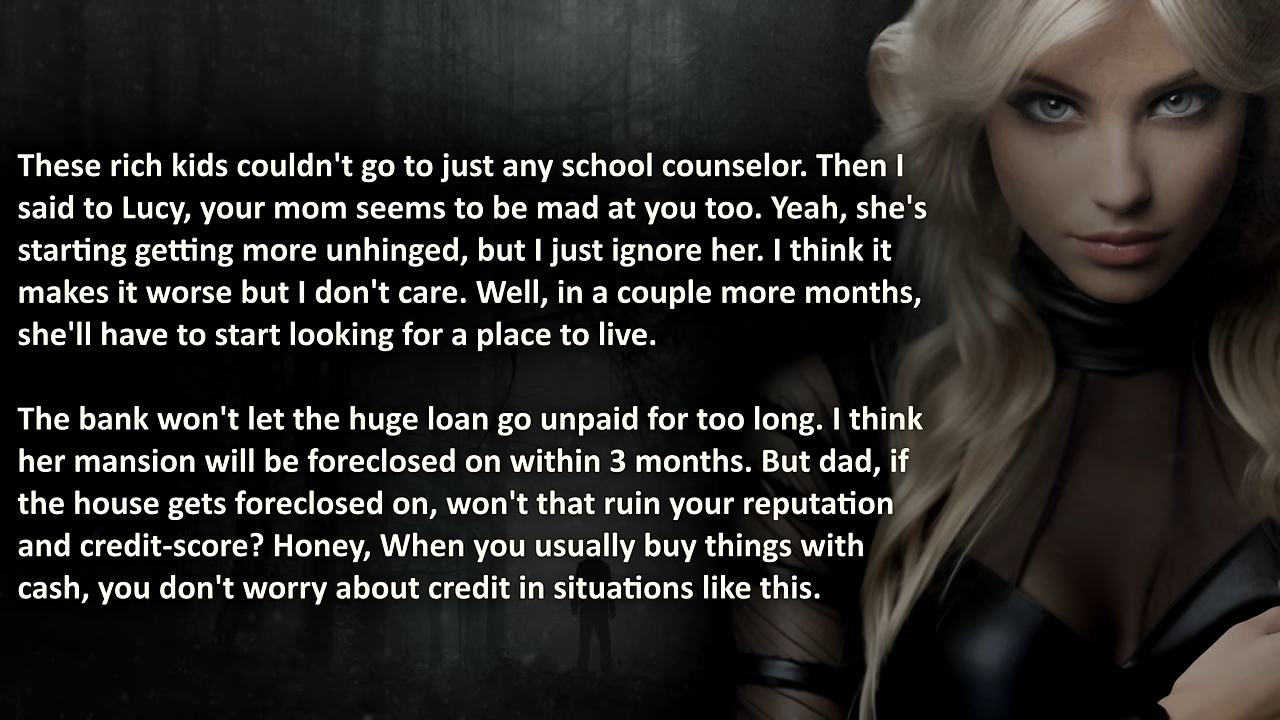 These rich kids couldn't go to just any school counselor. Then I
said to Lucy, your mom seems to be mad at you too. Yeah, she's
starting getting more unhinged, but I just ignore her. I think it
makes it worse but I don't care. Well, in a couple more months,
she'll have to start looking for a place to live.
The bank won't let the huge loan go unpaid for too long. I think
her mansion will be foreclosed on within 3 months. But dad, if
the house gets foreclosed on, won't that ruin your reputation
and credit-score? Honey, When you usually buy things with
cash, you don't worry about credit in situations like this.